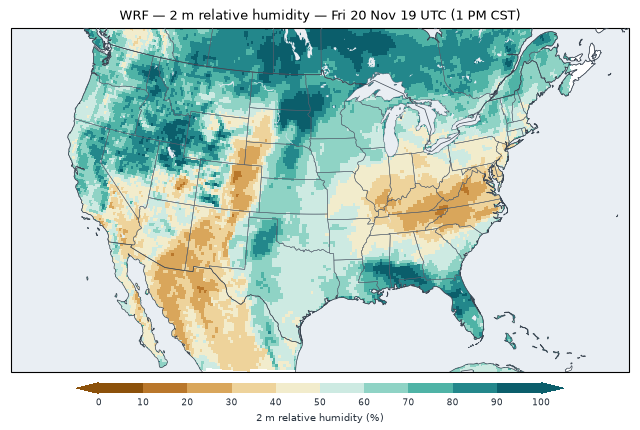 WRF — 2 m relative humidity — Fri 20 Nov 19 UTC (1 PM CST)
0 10 20 30 40 50 60 70 80 90 100
2 m relative humidity (%)